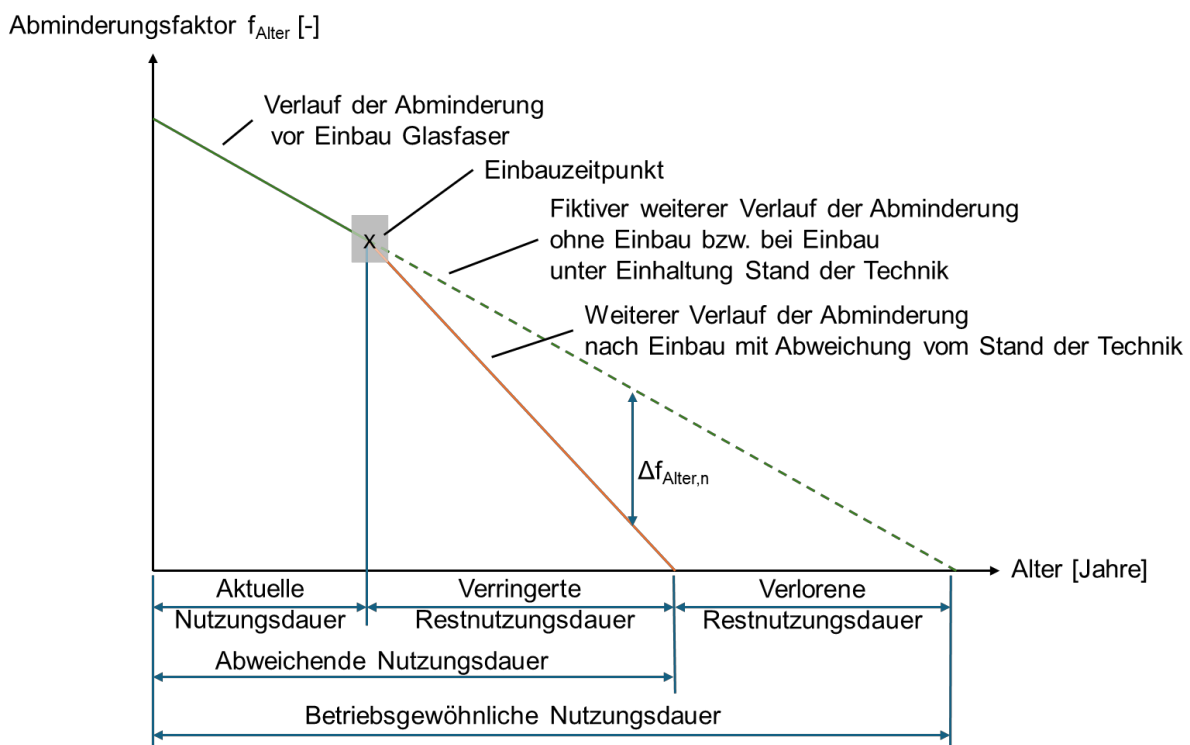 Abminderungsfaktor fAlter [-]
Verlauf der Abminderung
vor Einbau Glasfaser
Einbauzeitpunkt
x
Fiktiver weiterer Verlauf der Abminderung
ohne Einbau bzw. bei Einbau
unter Einhaltung Stand der Technik
Weiterer Verlauf der Abminderung
nach Einbau mit Abweichung vom Stand der Technik
ΔfAlter,n
Alter [Jahre]
Aktuelle
Nutzungsdauer
Verringerte
Restnutzungsdauer
Verlorene
Restnutzungsdauer
Abweichende Nutzungsdauer
Betriebsgewöhnliche Nutzungsdauer